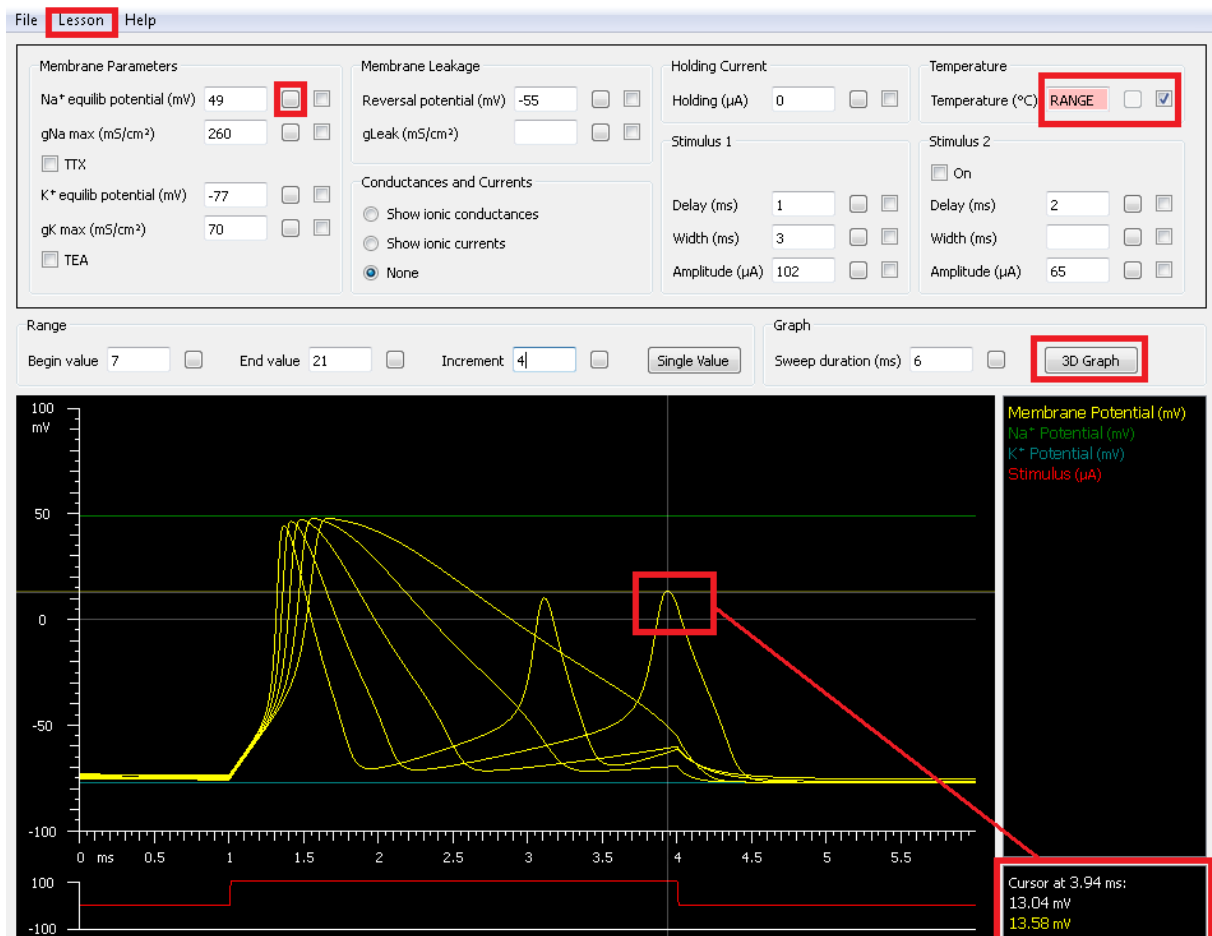 File Lesson Help
Membrane Parameters
Na⁺ equilib potential (mV) 49
gNa max (mS/cm²) 260
TTX
K⁺ equilib potential (mV) -77
gK max (mS/cm²) 70
TEA
Membrane Leakage
Reversal potential (mV) -55
gLeak (mS/cm²)
Conductances and Currents
Show ionic conductances
Show ionic currents
None
Holding Current
Holding (µA) 0
Stimulus 1
Delay (ms) 1
Width (ms) 3
Amplitude (µA) 102
Temperature
Temperature (°C) RANGE
Stimulus 2
On
Delay (ms) 2
Width (ms)
Amplitude (µA) 65
Range
Begin value 7 End value 21 Increment 4 Single Value
Graph
Sweep duration (ms) 6 3D Graph
100
mV
50
0
-50
-100
0 ms 0.5 1 1.5 2 2.5 3 3.5 4 4.5 5 5.5
100
-100
Membrane Potential (mV)
Na⁺ Potential (mV)
K⁺ Potential (mV)
Stimulus (µA)
Cursor at 3.94 ms:
13.04 mV
13.58 mV